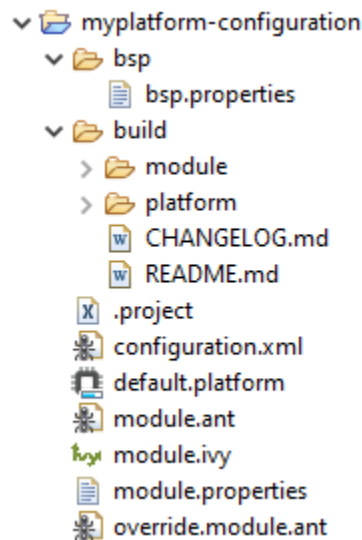 myplatform-configuration
bsp
bsp.properties
build
module
platform
CHANGELOG.md
README.md
.project
configuration.xml
default.platform
module.ant
module.ivy
module.properties
override.module.ant